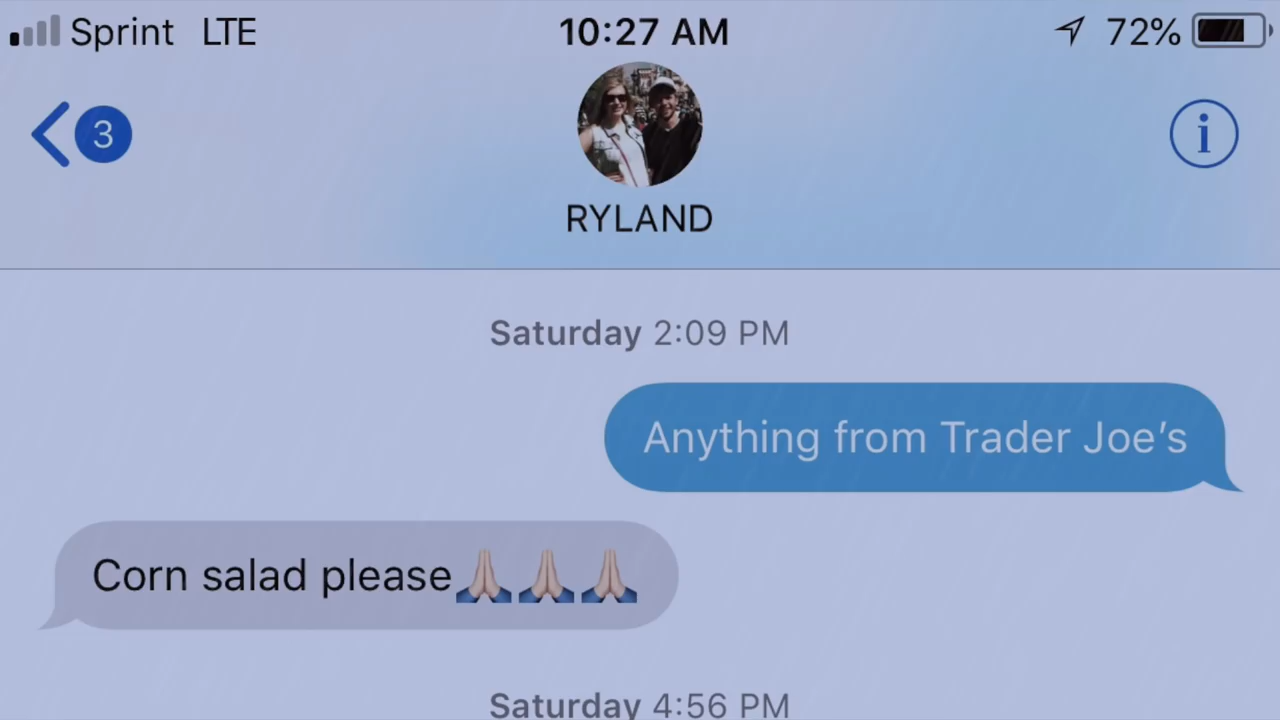 Sprint LTE 10:27 AM 72%
3
RYLAND
Saturday 2:09 PM
Anything from Trader Joe’s
Corn salad please🙏🏻🙏🏻🙏🏻
Saturday 4:56 PM